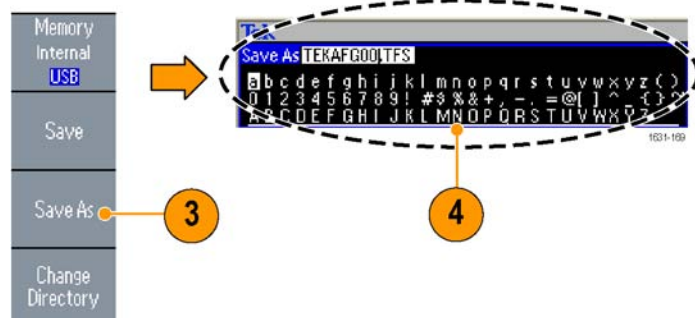 Memory
Internal
USB
Save
Save As
Change
Directory
3
Tek
Save As TEKAFG00,TFS
a b c d e f g h i j k l m n o p q r s t u v w x y z ( )
0 1 2 3 4 5 6 7 8 9 ! # $ % & + , - . = @ [ ] ^ _ { } ~
A B C D E F G H I J K L M N O P Q R S T U V W X Y Z
1631-169
4